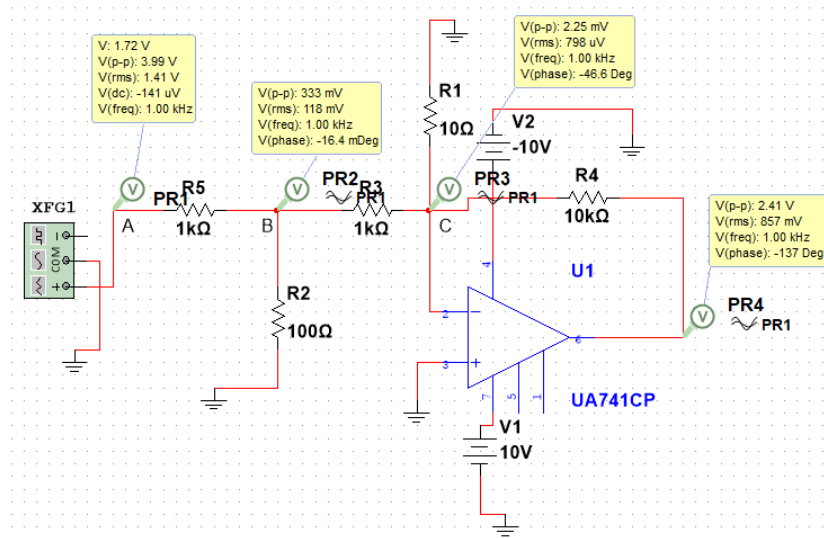 V: 1.72 V
V(p-p): 3.99 V
V(rms): 1.41 V
V(dc): -141 uV
V(freq): 1.00 kHz
V(p-p): 333 mV
V(rms): 118 mV
V(freq): 1.00 kHz
V(phase): -16.4 mDeg
V(p-p): 2.25 mV
V(rms): 798 uV
V(freq): 1.00 kHz
V(phase): -46.6 Deg
V(p-p): 2.41 V
V(rms): 857 mV
V(freq): 1.00 kHz
V(phase): -137 Deg
R1
10Ω
V2
-10V
XFG1
COM
V
PR1
A
R5
1kΩ
V
PR2
PR1
B
R3
1kΩ
V
PR3
PR1
C
R4
10kΩ
R2
100Ω
U1
4
2
3
6
7
5
1
UA741CP
V
PR4
PR1
V1
10V